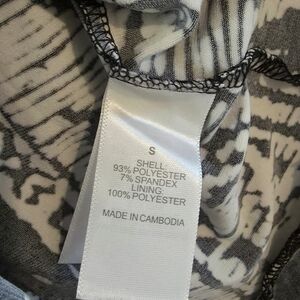 S
SHELL:
93% POLYESTER
7% SPANDEX
LINING:
100% POLYESTER
MADE IN CAMBODIA